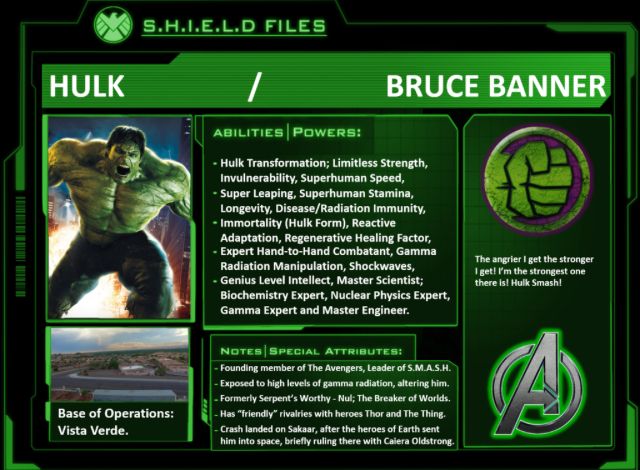 S.H.I.E.L.D FILES
HULK / BRUCE BANNER
ABILITIES|POWERS:
- Hulk Transformation; Limitless Strength,
Invulnerability, Superhuman Speed,
- Super Leaping, Superhuman Stamina,
Longevity, Disease/Radiation Immunity,
- Immortality (Hulk Form), Reactive
Adaptation, Regenerative Healing Factor,
- Expert Hand-to-Hand Combatant, Gamma
Radiation Manipulation, Shockwaves,
- Genius Level Intellect, Master Scientist;
Biochemistry Expert, Nuclear Physics Expert,
Gamma Expert and Master Engineer.
The angrier I get the stronger
I get! I'm the strongest one
there is! Hulk Smash!
Base of Operations:
Vista Verde.
NOTES|SPECIAL ATTRIBUTES:
- Founding member of The Avengers, Leader of S.M.A.S.H.
- Exposed to high levels of gamma radiation, altering him.
- Formerly Serpent's Worthy - Nul; The Breaker of Worlds.
- Has "friendly" rivalries with heroes Thor and The Thing.
- Crash landed on Sakaar, after the heroes of Earth sent
him into space, briefly ruling there with Caiera Oldstrong.
A